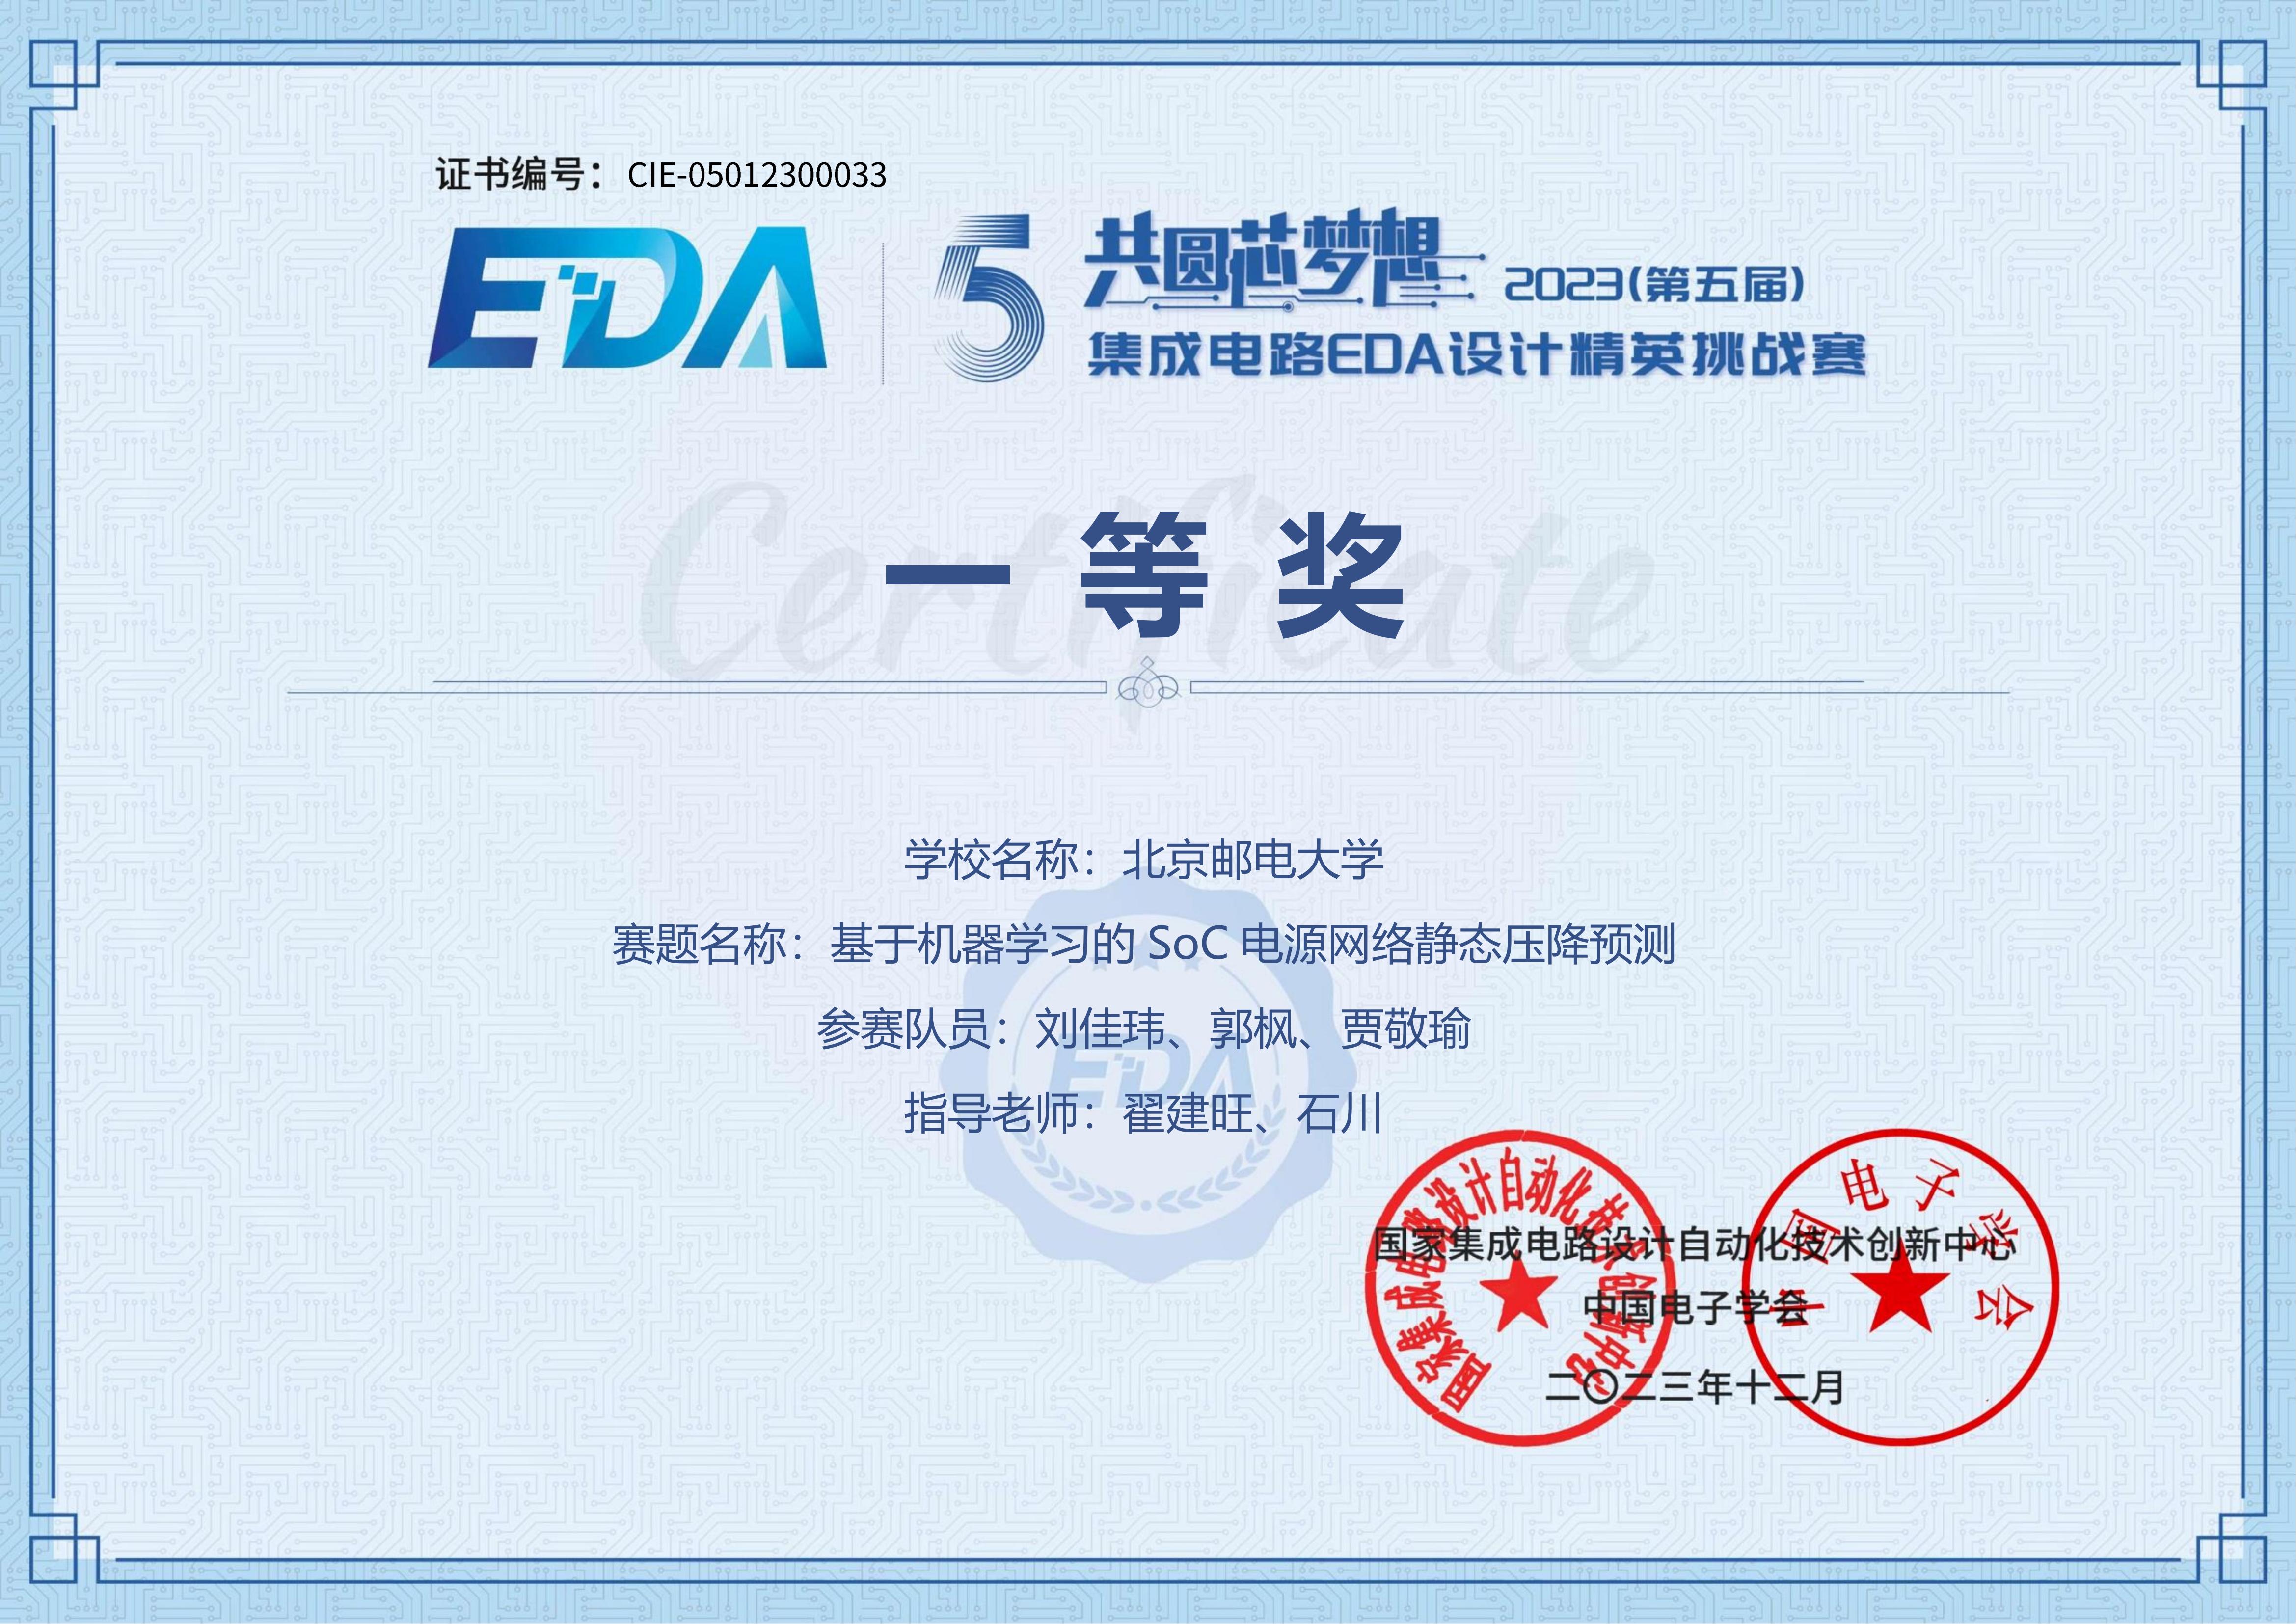 证书编号：CIE-05012300033
EDA
5
共圆芯梦想 2023(第五届)
集成电路EDA设计精英挑战赛
Certificate
一等奖
学校名称：北京邮电大学
赛题名称：基于机器学习的 SoC 电源网络静态压降预测
参赛队员：刘佳玮、郭枫、贾敬瑜
指导老师：翟建旺、石川
EDA
国家集成电路设计自动化技术创新中心
中国电子学会
二〇二三年十二月
国家集成电路设计自动化技术创新中心
中国电子学会